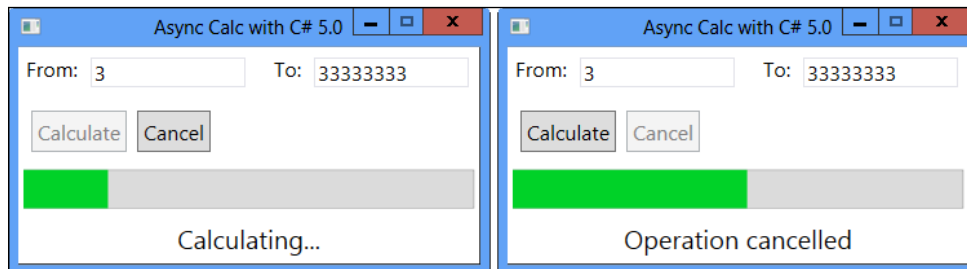 Async Calc with C# 5.0
From: 3 To: 33333333
Calculate Cancel
Calculating...
Async Calc with C# 5.0
From: 3 To: 33333333
Calculate Cancel
Operation cancelled